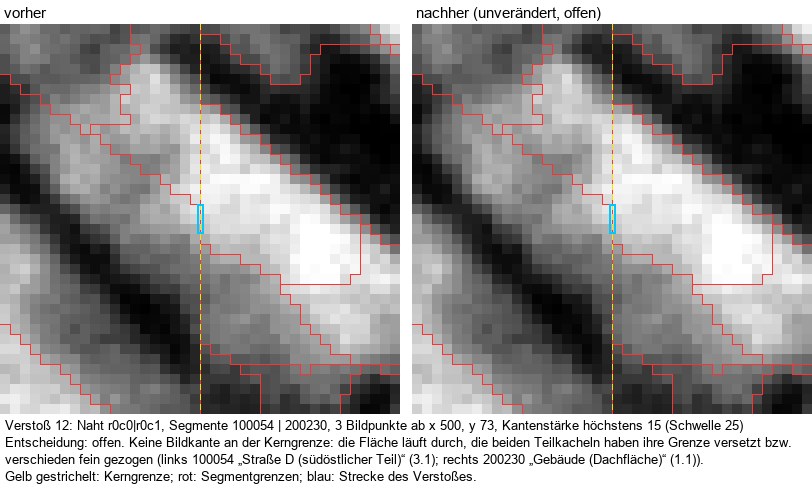 vorher
nachher (unverändert, offen)
Verstoß 12: Naht r0c0|r0c1, Segmente 100054 | 200230, 3 Bildpunkte ab x 500, y 73, Kantenstärke höchstens 15 (Schwelle 25)
Entscheidung: offen. Keine Bildkante an der Kerngrenze: die Fläche läuft durch, die beiden Teilkacheln haben ihre Grenze versetzt bzw.
verschieden fein gezogen (links 100054 „Straße D (südöstlicher Teil)“ (3.1); rechts 200230 „Gebäude (Dachfläche)“ (1.1)).
Gelb gestrichelt: Kerngrenze; rot: Segmentgrenzen; blau: Strecke des Verstoßes.